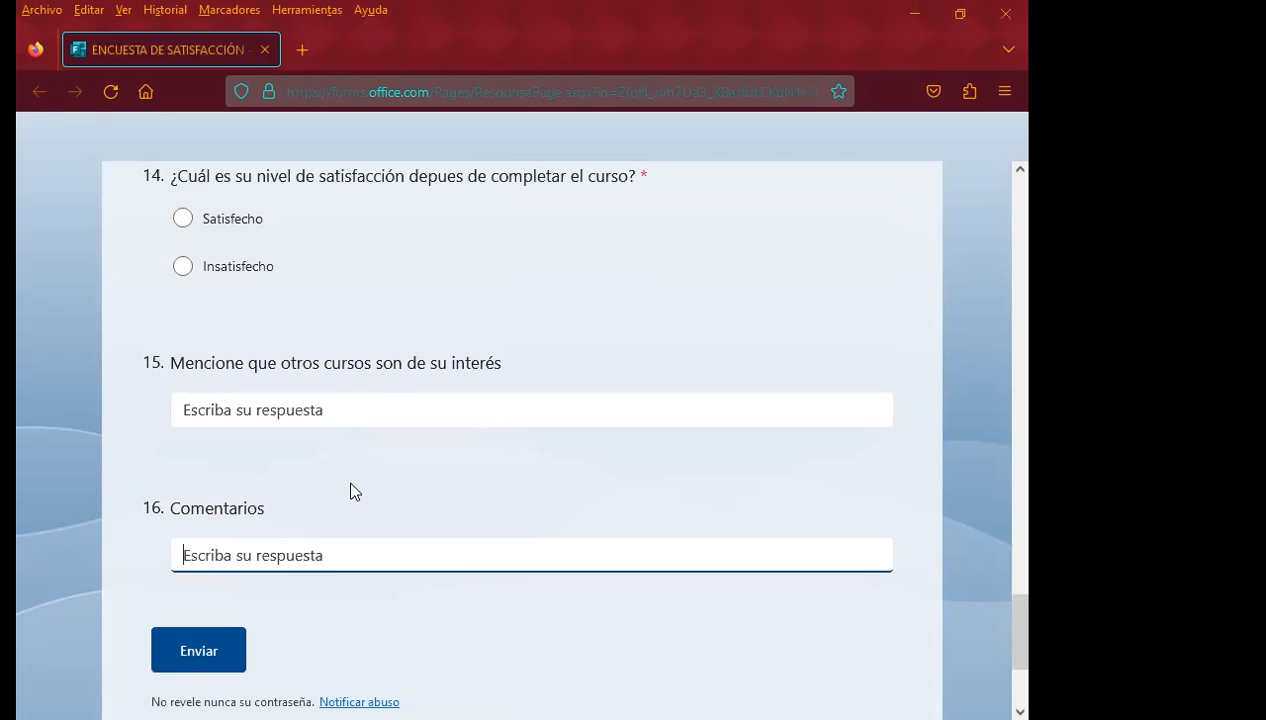 Archivo Editar Ver Historial Marcadores Herramientas Ayuda
ENCUESTA DE SATISFACCIÓN
office.com
14. ¿Cuál es su nivel de satisfacción depues de completar el curso? *
Satisfecho
Insatisfecho
15. Mencione que otros cursos son de su interés
Escriba su respuesta
16. Comentarios
Escriba su respuesta
Enviar
No revele nunca su contraseña. Notificar abuso